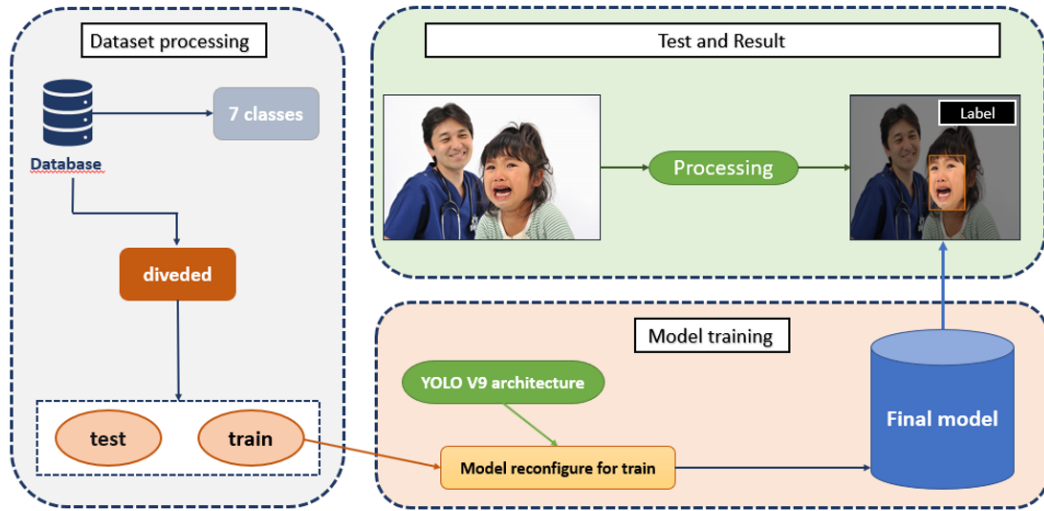 Dataset processing
7 classes
Database
diveded
test
train
Test and Result
Processing
Label
Model training
YOLO V9 architecture
Model reconfigure for train
Final model